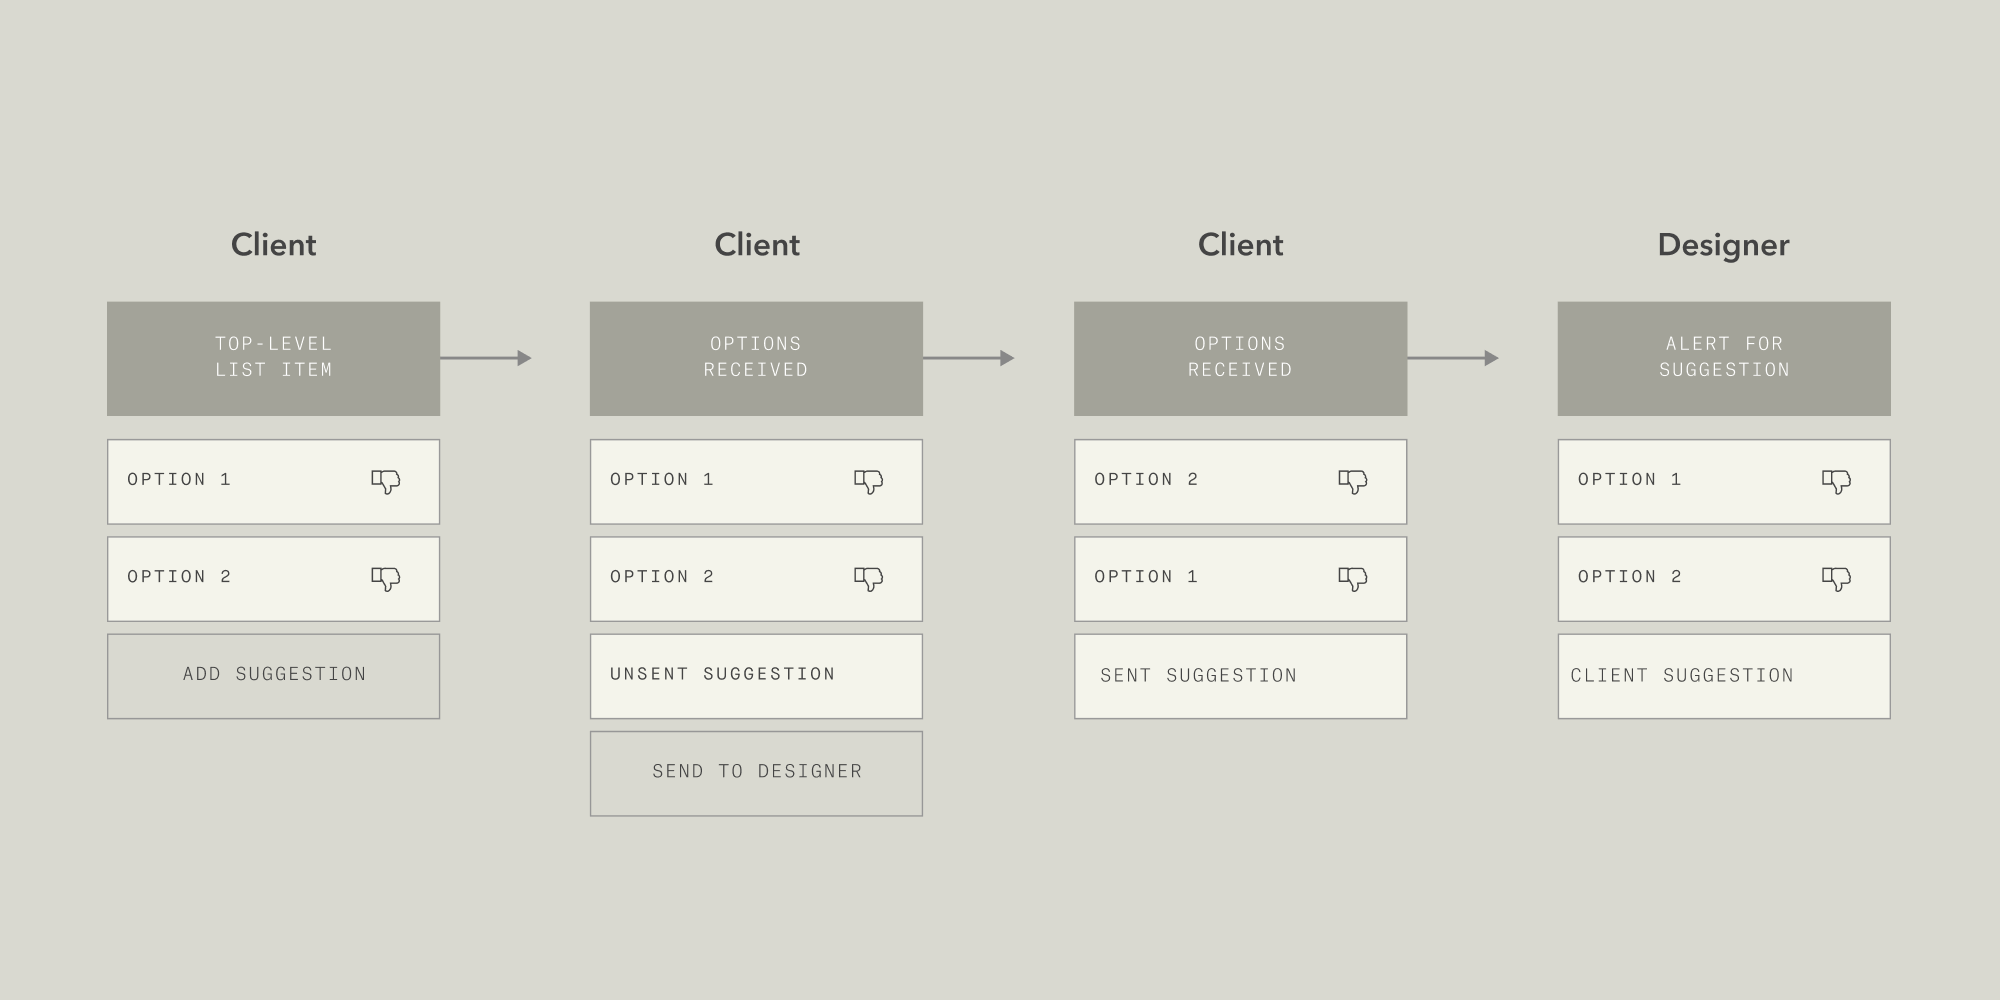 Client
TOP-LEVEL
LIST ITEM
OPTION 1
OPTION 2
ADD SUGGESTION
Client
OPTIONS
RECEIVED
OPTION 1
OPTION 2
UNSENT SUGGESTION
SEND TO DESIGNER
Client
OPTIONS
RECEIVED
OPTION 2
OPTION 1
SENT SUGGESTION
Designer
ALERT FOR
SUGGESTION
OPTION 1
OPTION 2
CLIENT SUGGESTION